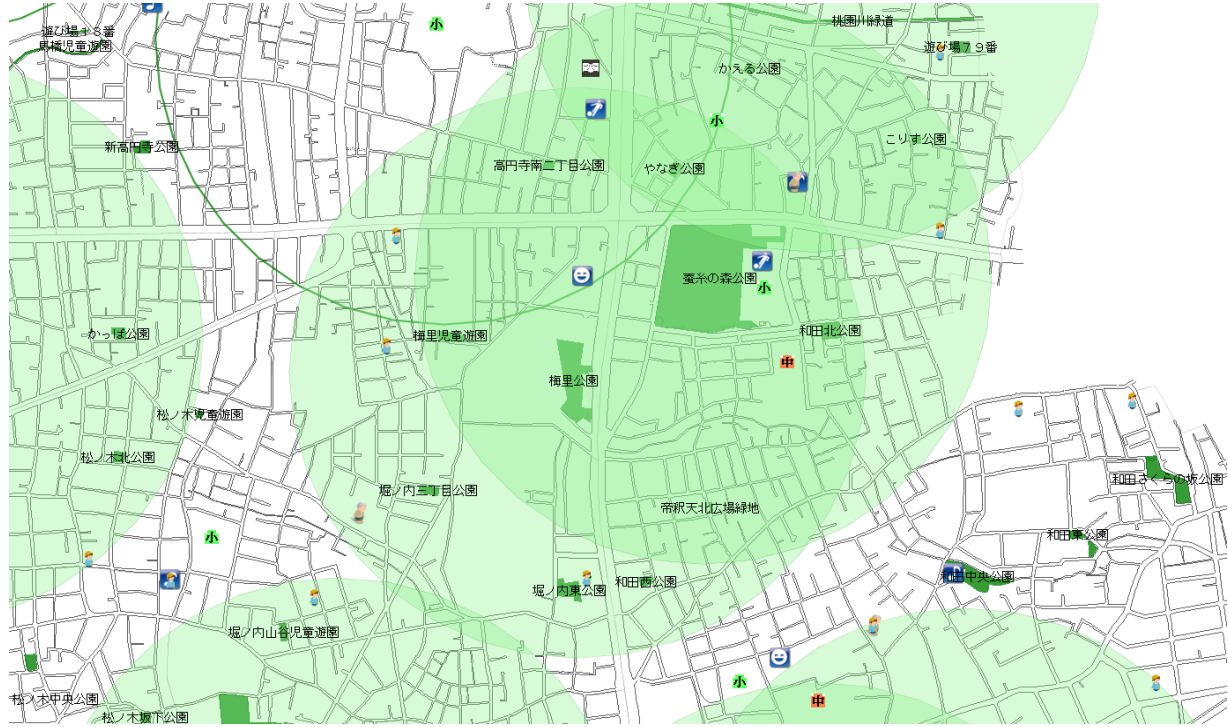 小
桃園川緑道
遊び場18番
馬橋児童遊園
遊び場79番
かえる公園
小
こりす公園
新高円寺公園
高円寺南二丁目公園
やなぎ公園
蚕糸の森公園
小
かっぱ公園
梅里児童遊園
和田北公園
中
梅里公園
松ノ木児童遊園
松ノ木北公園
和田さくらの坂公園
堀ノ内三丁目公園
帝釈天北広場緑地
小
和田東公園
和田中央公園
堀ノ内東公園
和田西公園
堀ノ内山谷児童遊園
小
松ノ木中央公園
中
松ノ木坂下公園